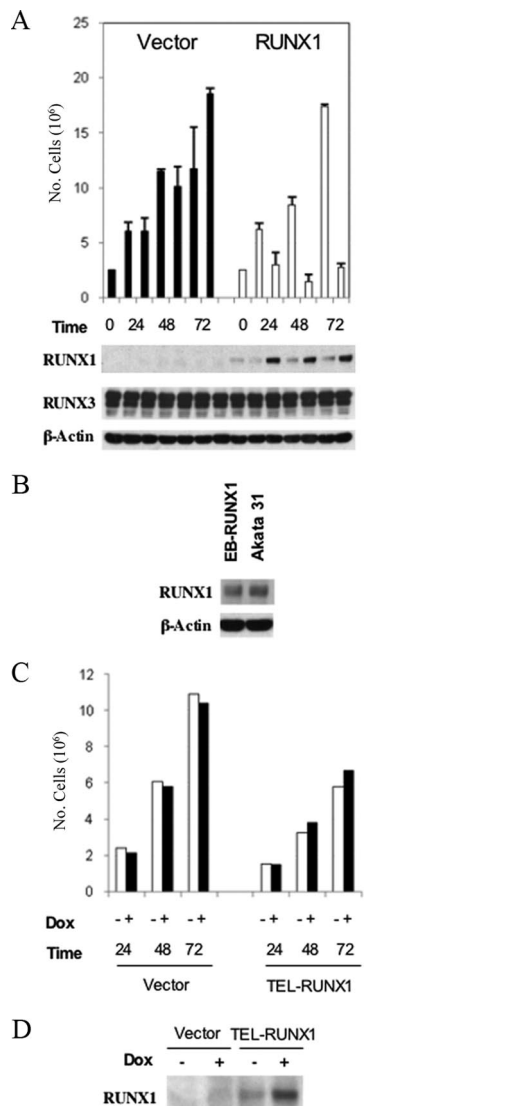 A
25
Vector RUNX1
20
15
10
5
0
No. Cells (10⁶)
Time 0 24 48 72 0 24 48 72
RUNX1
RUNX3
β-Actin
B
EB-RUNX1
Akata 31
RUNX1
β-Actin
C
12
10
8
6
4
2
0
No. Cells (10⁶)
Dox - + - + - + - + - + - +
Time 24 48 72 24 48 72
Vector TEL-RUNX1
D
Vector TEL-RUNX1
Dox - + - +
RUNX1